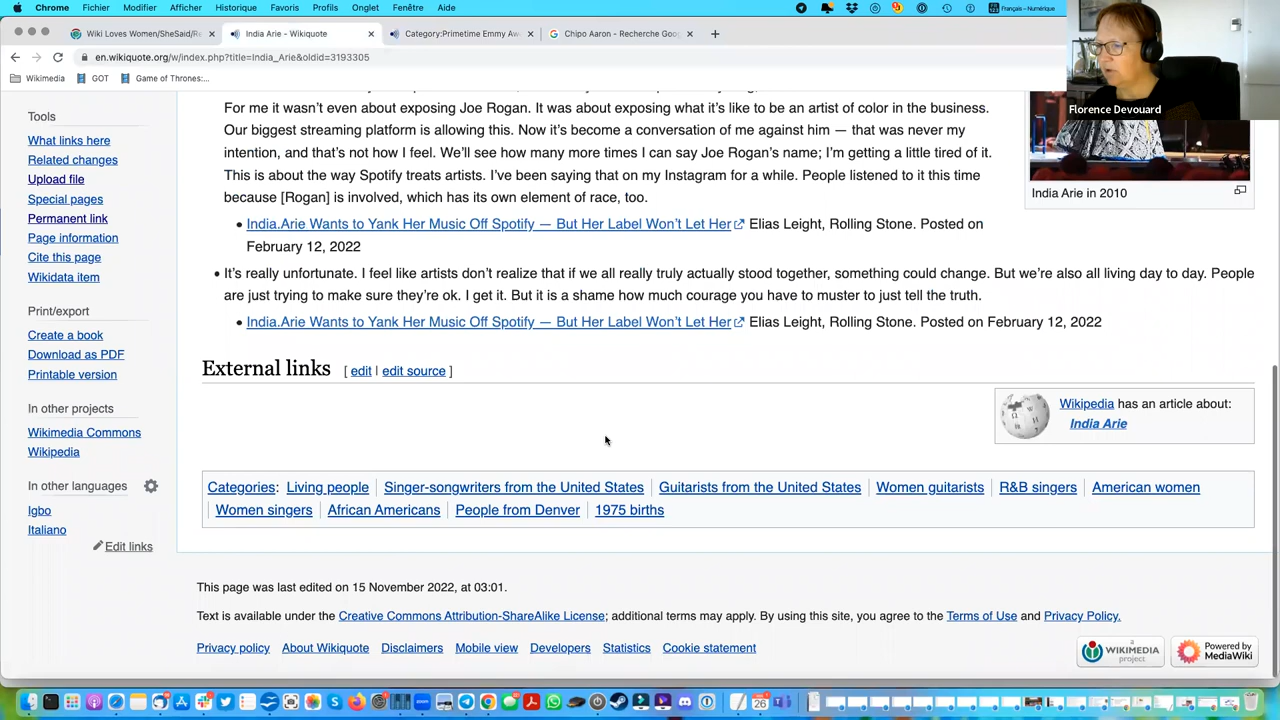 Chrome Fichier Modifier Afficher Historique Favoris Profils Onglet Fenêtre Aide
Français – Numérique
Wiki Loves Women/SheSaid/R
India Arie - Wikiquote
Category:Primetime Emmy Aw
Chipo Aaron - Recherche Goo
en.wikiquote.org/w/index.php?title=India_Arie&oldid=3193305
Wikimedia GOT Game of Thrones:...
Florence Devouard
Tools
What links here
Related changes
Upload file
Special pages
Permanent link
Page information
Cite this page
Wikidata item
Print/export
Create a book
Download as PDF
Printable version
In other projects
Wikimedia Commons
Wikipedia
In other languages
Igbo
Italiano
Edit links
For me it wasn't even about exposing Joe Rogan. It was about exposing what it's like to be an artist of color in the business.
Our biggest streaming platform is allowing this. Now it's become a conversation of me against him — that was never my
intention, and that's not how I feel. We'll see how many more times I can say Joe Rogan's name; I'm getting a little tired of it.
This is about the way Spotify treats artists. I've been saying that on my Instagram for a while. People listened to it this time
because [Rogan] is involved, which has its own element of race, too.
India.Arie Wants to Yank Her Music Off Spotify — But Her Label Won't Let Her Elias Leight, Rolling Stone. Posted on
February 12, 2022
It's really unfortunate. I feel like artists don't realize that if we all really truly actually stood together, something could change. But we're also all living day to day. People
are just trying to make sure they're ok. I get it. But it is a shame how much courage you have to muster to just tell the truth.
India.Arie Wants to Yank Her Music Off Spotify — But Her Label Won't Let Her Elias Leight, Rolling Stone. Posted on February 12, 2022
India Arie in 2010
External links [ edit | edit source ]
Wikipedia has an article about:
India Arie
Categories: Living people | Singer-songwriters from the United States | Guitarists from the United States | Women guitarists | R&B singers | American women
Women singers | African Americans | People from Denver | 1975 births
This page was last edited on 15 November 2022, at 03:01.
Text is available under the Creative Commons Attribution-ShareAlike License; additional terms may apply. By using this site, you agree to the Terms of Use and Privacy Policy.
Privacy policy About Wikiquote Disclaimers Mobile view Developers Statistics Cookie statement
WIKIMEDIA
project
Powered by
MediaWiki
zoom
26